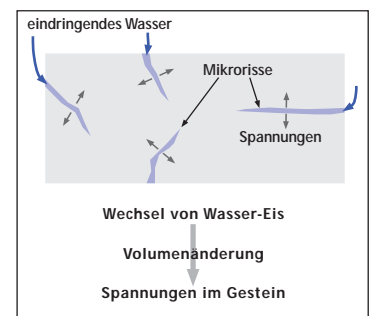 eindringendes Wasser
Mikrorisse
Spannungen
Wechsel von Wasser-Eis
Volumenänderung
Spannungen im Gestein